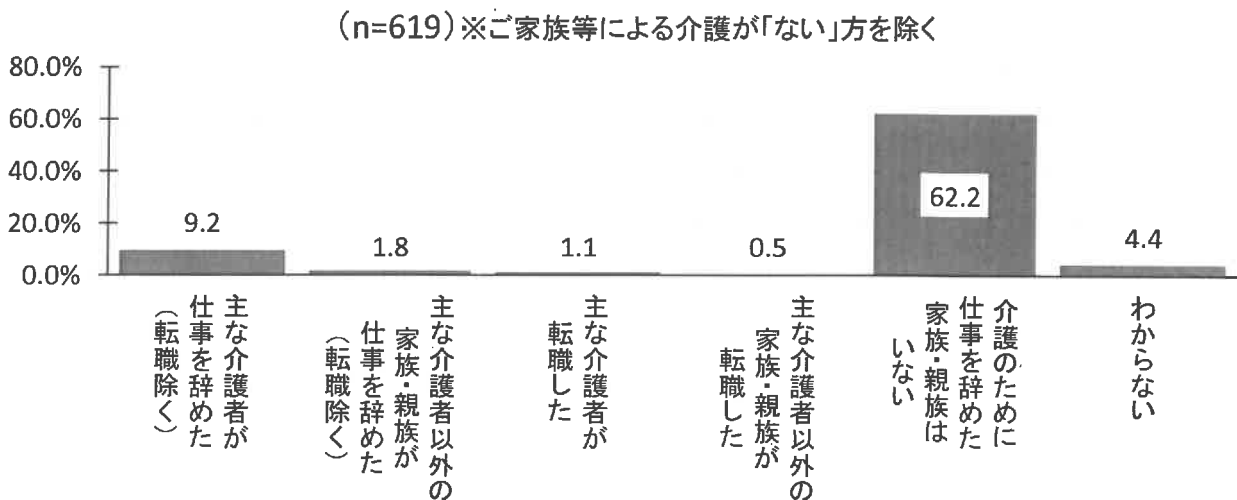 （n=619）※ご家族等による介護が「ない」方を除く
80.0%
60.0%
40.0%
20.0%
0.0%
9.2
1.8
1.1
0.5
62.2
4.4
主な介護者が
仕事を辞めた
（転職除く）
主な介護者以外の
家族・親族が
仕事を辞めた
（転職除く）
主な介護者が
転職した
主な介護者以外の
家族・親族が
転職した
介護のために
仕事を辞めた
家族・親族は
いない
わからない